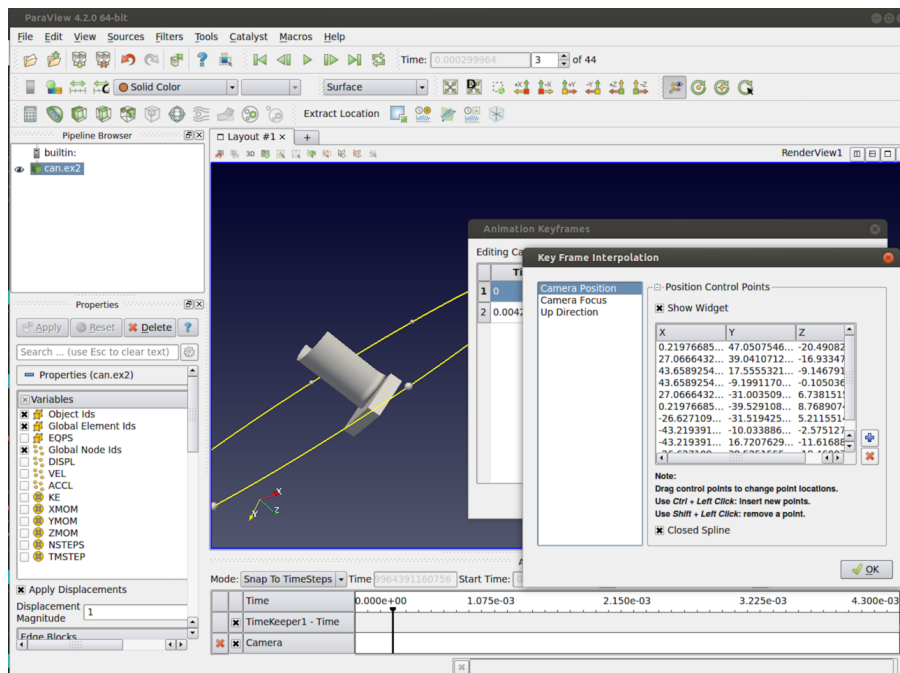 ParaView 4.2.0 64-bit
File Edit View Sources Filters Tools Catalyst Macros Help
Time: 0.000299964 3 of 44
Solid Color Surface
Extract Location
Pipeline Browser
builtin:
can.ex2
Layout #1 × +
3D RenderView1
Properties
Apply Reset Delete ?
Search ... (use Esc to clear text)
Properties (can.ex2)
Variables
Object Ids
Global Element Ids
EQPS
Global Node Ids
DISPL
VEL
ACCL
KE
XMOM
YMOM
ZMOM
NSTEPS
TMSTEP
Apply Displacements
Displacement
Magnitude 1
Edge Blocks
X
Y
Z
Animation Keyframes
Editing Ca
Ti
1 0
2 0.0042
Key Frame Interpolation
Camera Position
Camera Focus
Up Direction
Position Control Points
Show Widget
X Y Z
0.21976685... 47.0507546... -20.49082
27.0666432... 39.0410712... -16.93347
43.6589254... 17.5555321... -9.146791
43.6589254... -9.1991170... -0.105036
27.0666432... -31.003509... 6.738151
0.21976685... -39.529108... 8.768907
-26.627109... -31.519425... 5.211551
-43.219391... -10.033886... -2.575127
-43.219391... 16.7207629... -11.61688
Note:
Drag control points to change point locations.
Use Ctrl + Left Click: insert new points.
Use Shift + Left Click: remove a point.
Closed Spline
OK
Mode: Snap To TimeSteps Time 9964391160756 Start Time:
Time 0.000e+00 1.075e-03 2.150e-03 3.225e-03 4.300e-03
TimeKeeper1 - Time
Camera